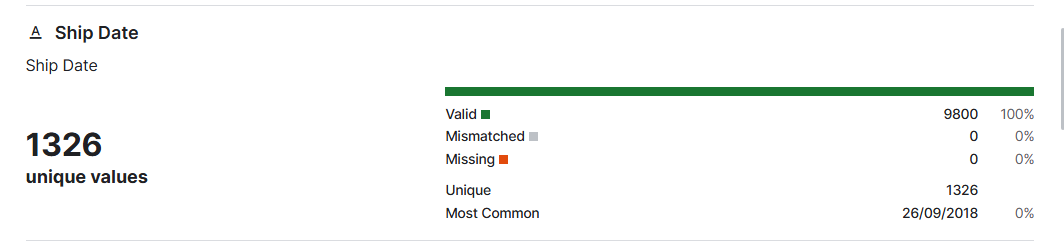 A Ship Date
Ship Date
1326
unique values
Valid 9800 100%
Mismatched 0 0%
Missing 0 0%
Unique 1326
Most Common 26/09/2018 0%